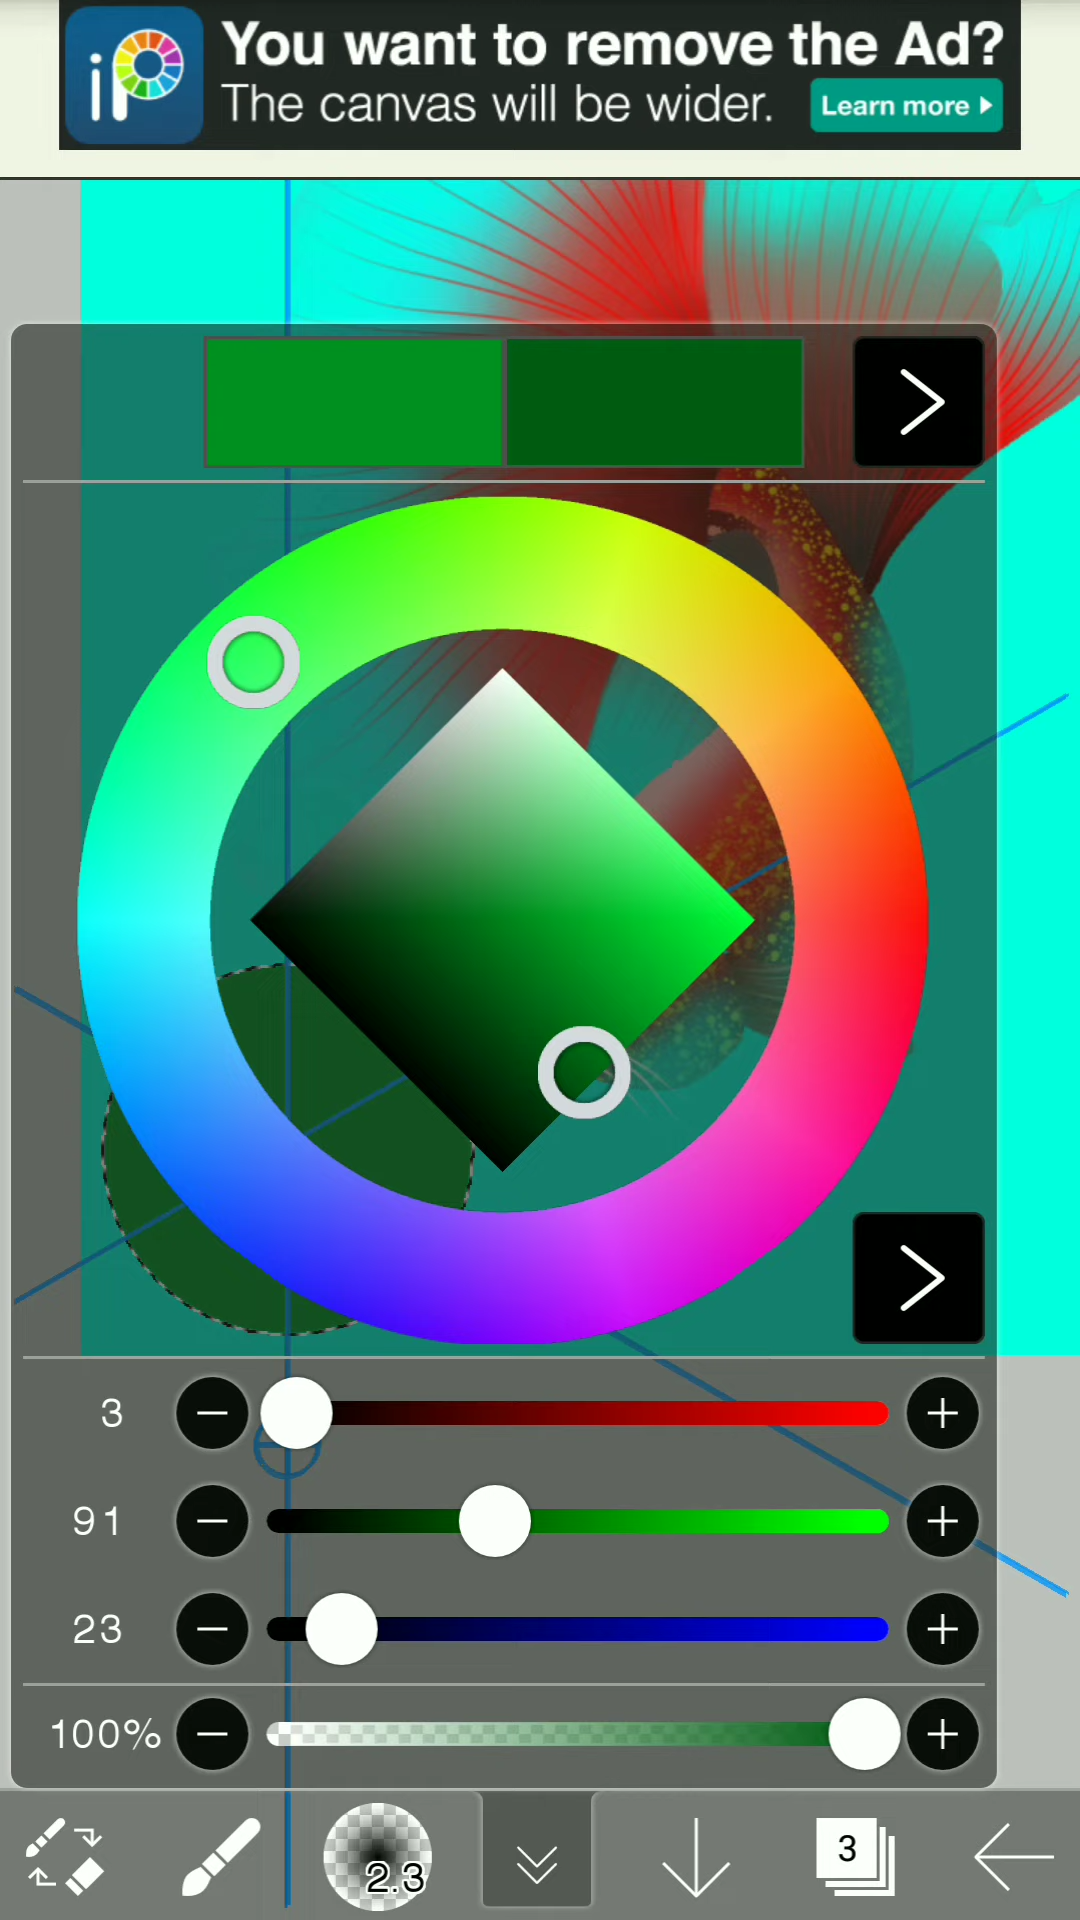 iP
You want to remove the Ad?
The canvas will be wider.
Learn more
3
91
23
100%
2.3
3